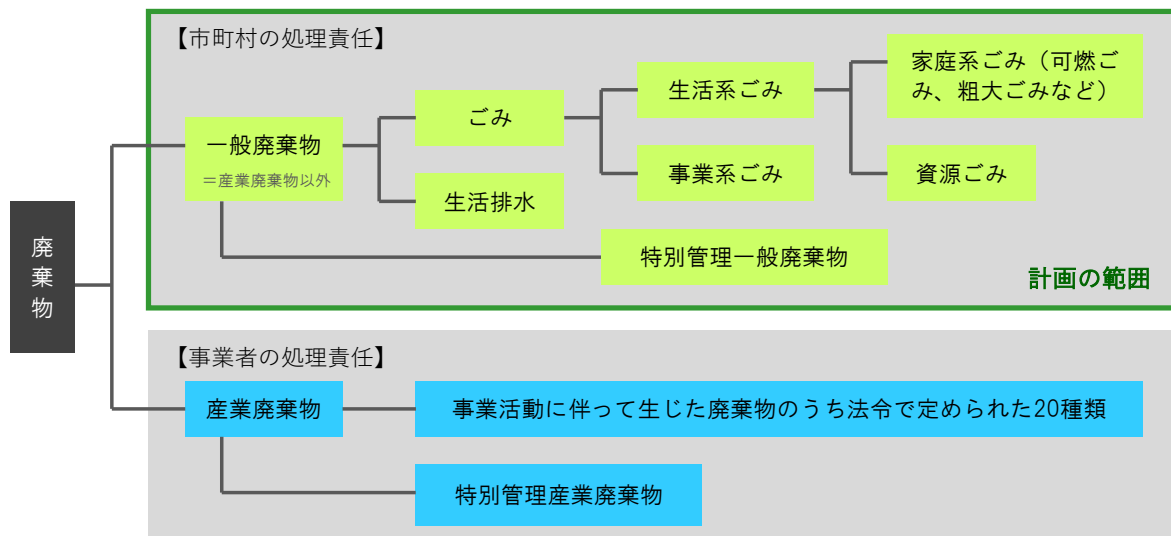 廃棄物
【市町村の処理責任】
一般廃棄物
＝産業廃棄物以外
ごみ
生活排水
生活系ごみ
事業系ごみ
家庭系ごみ（可燃ご
み、粗大ごみなど）
資源ごみ
特別管理一般廃棄物
計画の範囲
【事業者の処理責任】
産業廃棄物
事業活動に伴って生じた廃棄物のうち法令で定められた20種類
特別管理産業廃棄物